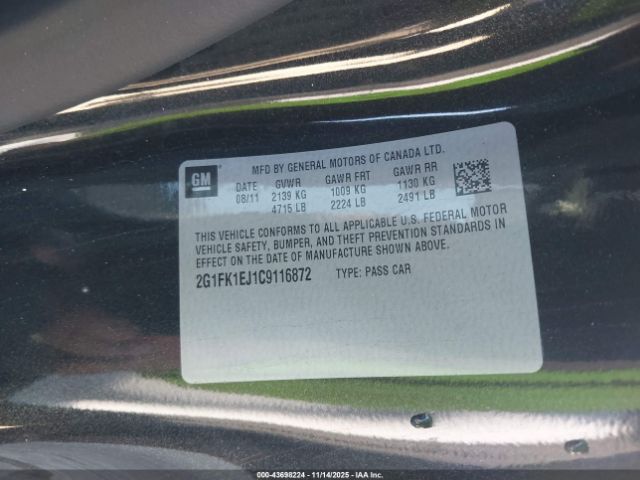 MFD BY GENERAL MOTORS OF CANADA LTD.
GM
DATE GVWR GAWR FRT GAWR RR
08/11 2139 KG 1009 KG 1130 KG
4715 LB 2224 LB 2491 LB
THIS VEHICLE CONFORMS TO ALL APPLICABLE U.S. FEDERAL MOTOR
VEHICLE SAFETY, BUMPER, AND THEFT PREVENTION STANDARDS IN
EFFECT ON THE DATE OF MANUFACTURE SHOWN ABOVE.
2G1FK1EJ1C9116872 TYPE: PASS CAR
000-43698224 - 11/14/2025 - IAA Inc.